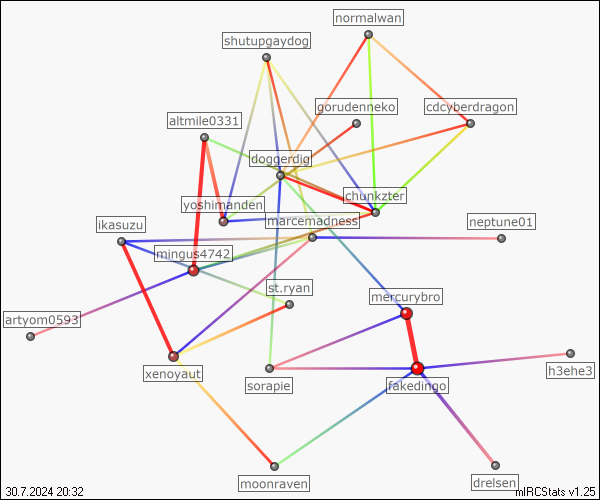 normalwan
shutupgaydog
gorudenneko
cdcyberdragon
altmile0331
doggerdig
chunkzter
yoshimanden
marcemadness
neptune01
ikasuzu
mingus4742
st.ryan
mercurybro
artyom0593
xenoyaut
sorapie
fakedingo
h3ehe3
moonraven
drelsen
30.7.2024 20:32
mIRCStats v1.25